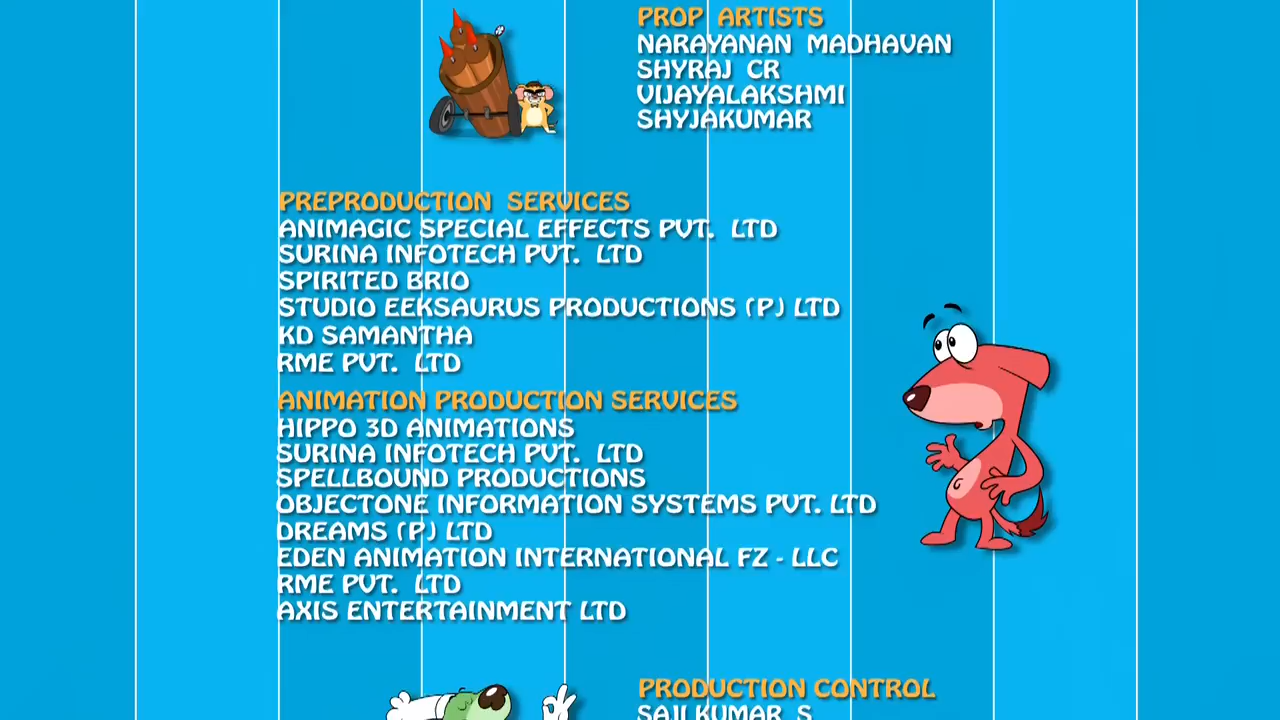 PROP ARTISTS
NARAYANAN MADHAVAN
SHYRAJ CR
VIJAYALAKSHMI
SHYJAKUMAR
PREPRODUCTION SERVICES
ANIMAGIC SPECIAL EFFECTS PVT. LTD
SURINA INFOTECH PVT. LTD
SPIRITED BRIO
STUDIO EEKSAURUS PRODUCTIONS (P) LTD
KD SAMANTHA
RME PVT. LTD
ANIMATION PRODUCTION SERVICES
HIPPO 3D ANIMATIONS
SURINA INFOTECH PVT. LTD
SPELLBOUND PRODUCTIONS
OBJECTONE INFORMATION SYSTEMS PVT. LTD
DREAMS (P) LTD
EDEN ANIMATION INTERNATIONAL FZ - LLC
RME PVT. LTD
AXIS ENTERTAINMENT LTD
PRODUCTION CONTROL
SAJI KUMAR S